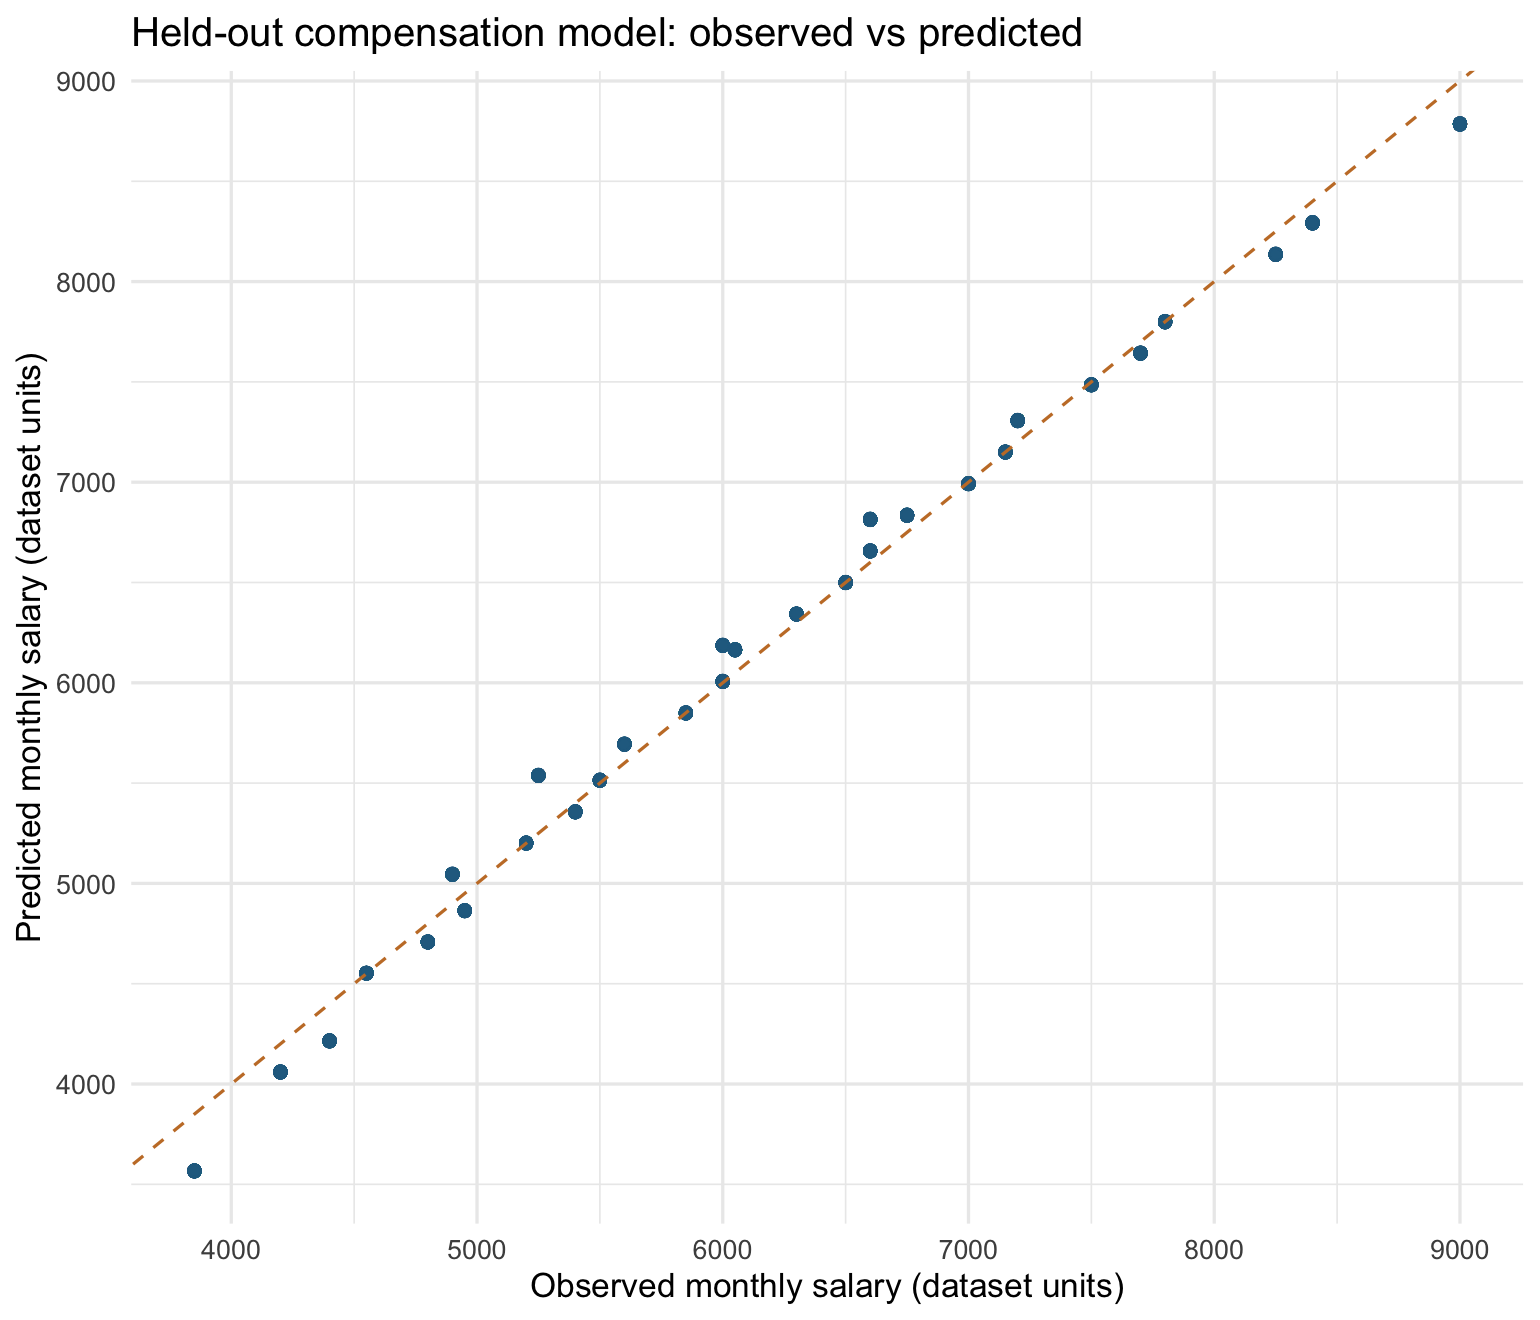 Held-out compensation model: observed vs predicted
9000
8000
7000
6000
5000
4000
Predicted monthly salary (dataset units)
4000 5000 6000 7000 8000 9000
Observed monthly salary (dataset units)